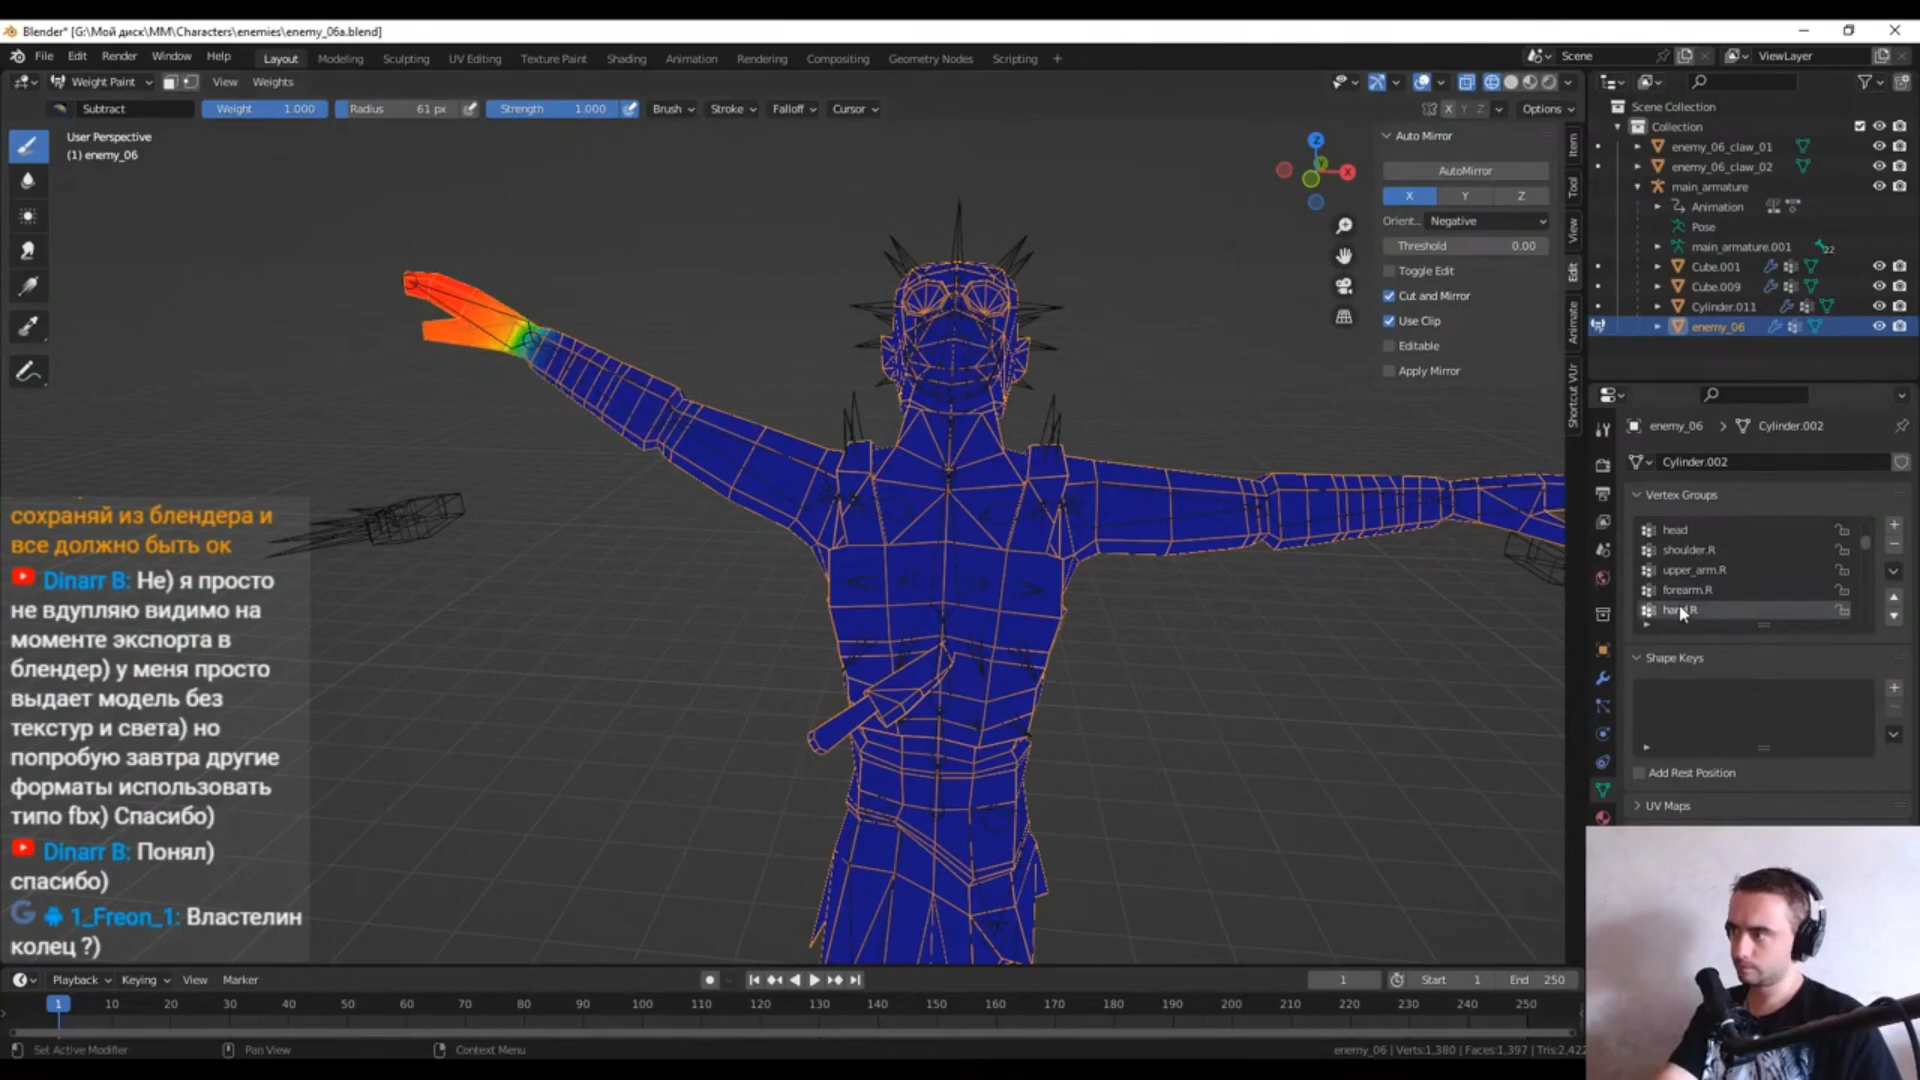 Blender* [G:\Мой диск\MM\Characters\enemies\enemy_06a.blend]
File Edit Render Window Help Layout Modeling Sculpting UV Editing Texture Paint Shading Animation Rendering Compositing Geometry Nodes Scripting + Scene ViewLayer
Weight Paint View Weights
Subtract Weight 1.000 Radius 61 px Strength 1.000 Brush Stroke Falloff Cursor X Y Z Options
User Perspective
(1) enemy_06
Z
X
Auto Mirror
AutoMirror
X Y Z
Orient... Negative
Threshold 0.00
Toggle Edit
Cut and Mirror
Use Clip
Editable
Apply Mirror
Item
Tool
View
Edit
Animate
Shortcut VUr
Scene Collection
Collection
enemy_06_claw_01
enemy_06_claw_02
main_armature
Animation
Pose
main_armature.001 22
Cube.001
Cube.009
Cylinder.011
enemy_06
enemy_06 > Cylinder.002
Cylinder.002
Vertex Groups
head
shoulder.R
upper_arm.R
forearm.R
hand.R
Shape Keys
Add Rest Position
UV Maps
сохраняй из блендера и
все должно быть ок
Dinarr B: Не) я просто
не вдупляю видимо на
моменте экспорта в
блендер) у меня просто
выдает модель без
текстур и света) но
попробую завтра другие
форматы использовать
типо fbx) Спасибо)
Dinarr B: Понял)
спасибо)
1_Freon_1: Властелин
колец ?)
Playback Keying View Marker 1 Start 1 End 250
1 10 20 30 40 50 60 70 80 90 100 110 120 130 140 150 160 170 180 190 200 210 220 230 240 250
Set Active Modifier Pan View Context Menu enemy_06 | Verts:1,380 | Faces:1,397 | Tris:2,422